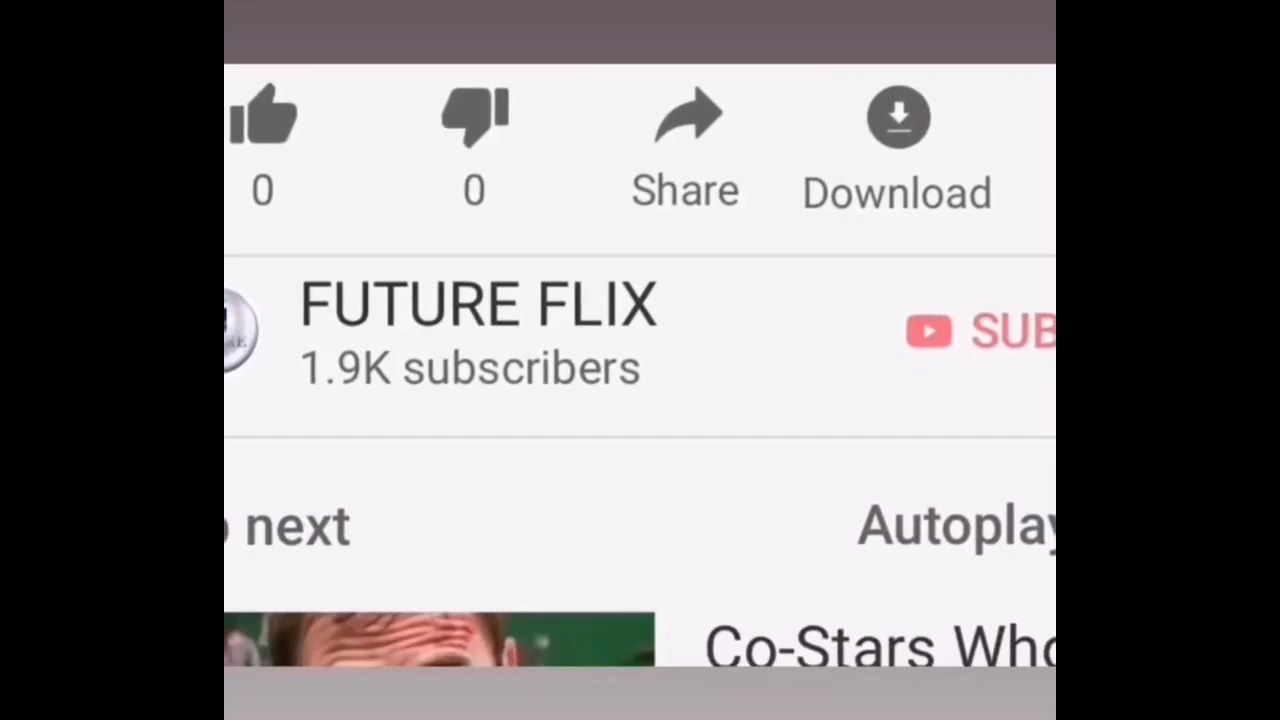 0 0 Share Download
FUTURE FLIX
1.9K subscribers
SUB
next
Autoplay
Co-Stars Who